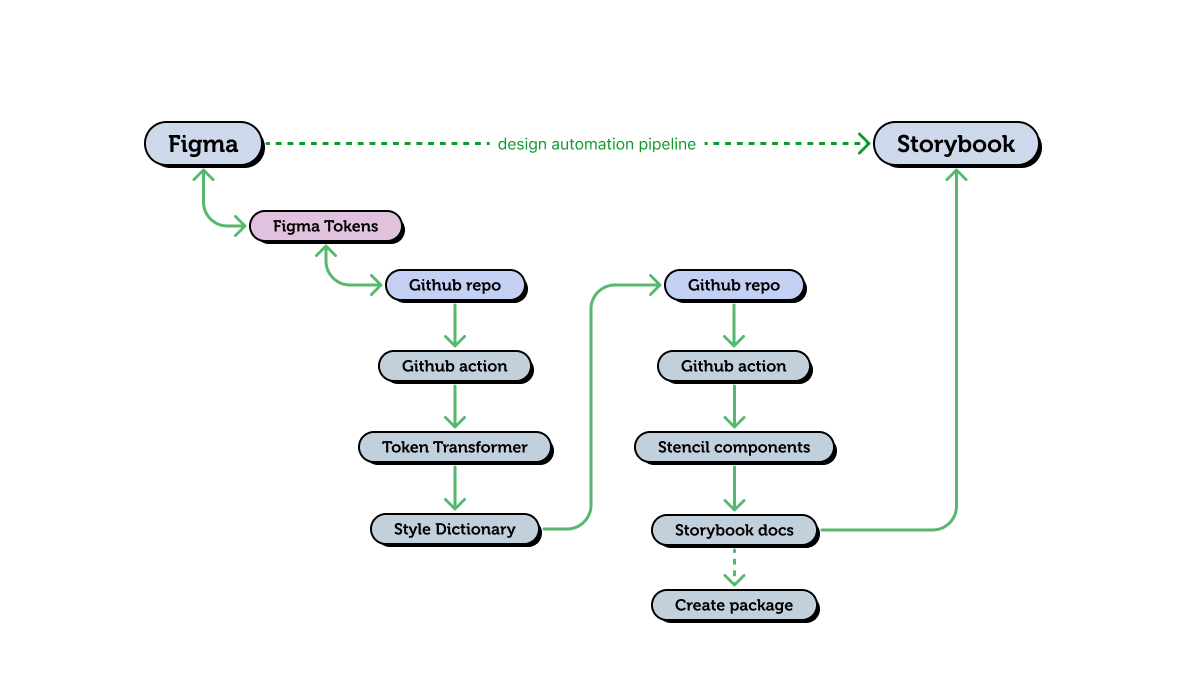 Figma
design automation pipeline
Storybook
Figma Tokens
Github repo
Github action
Token Transformer
Style Dictionary
Github repo
Github action
Stencil components
Storybook docs
Create package